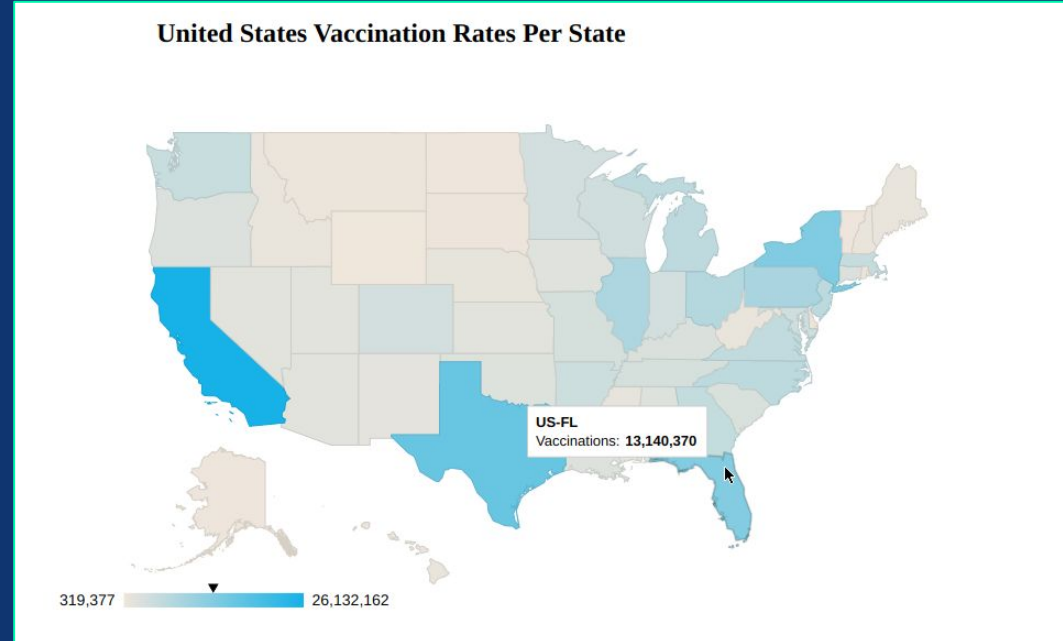 United States Vaccination Rates Per State
US-FL
Vaccinations: 13,140,370
319,377 26,132,162